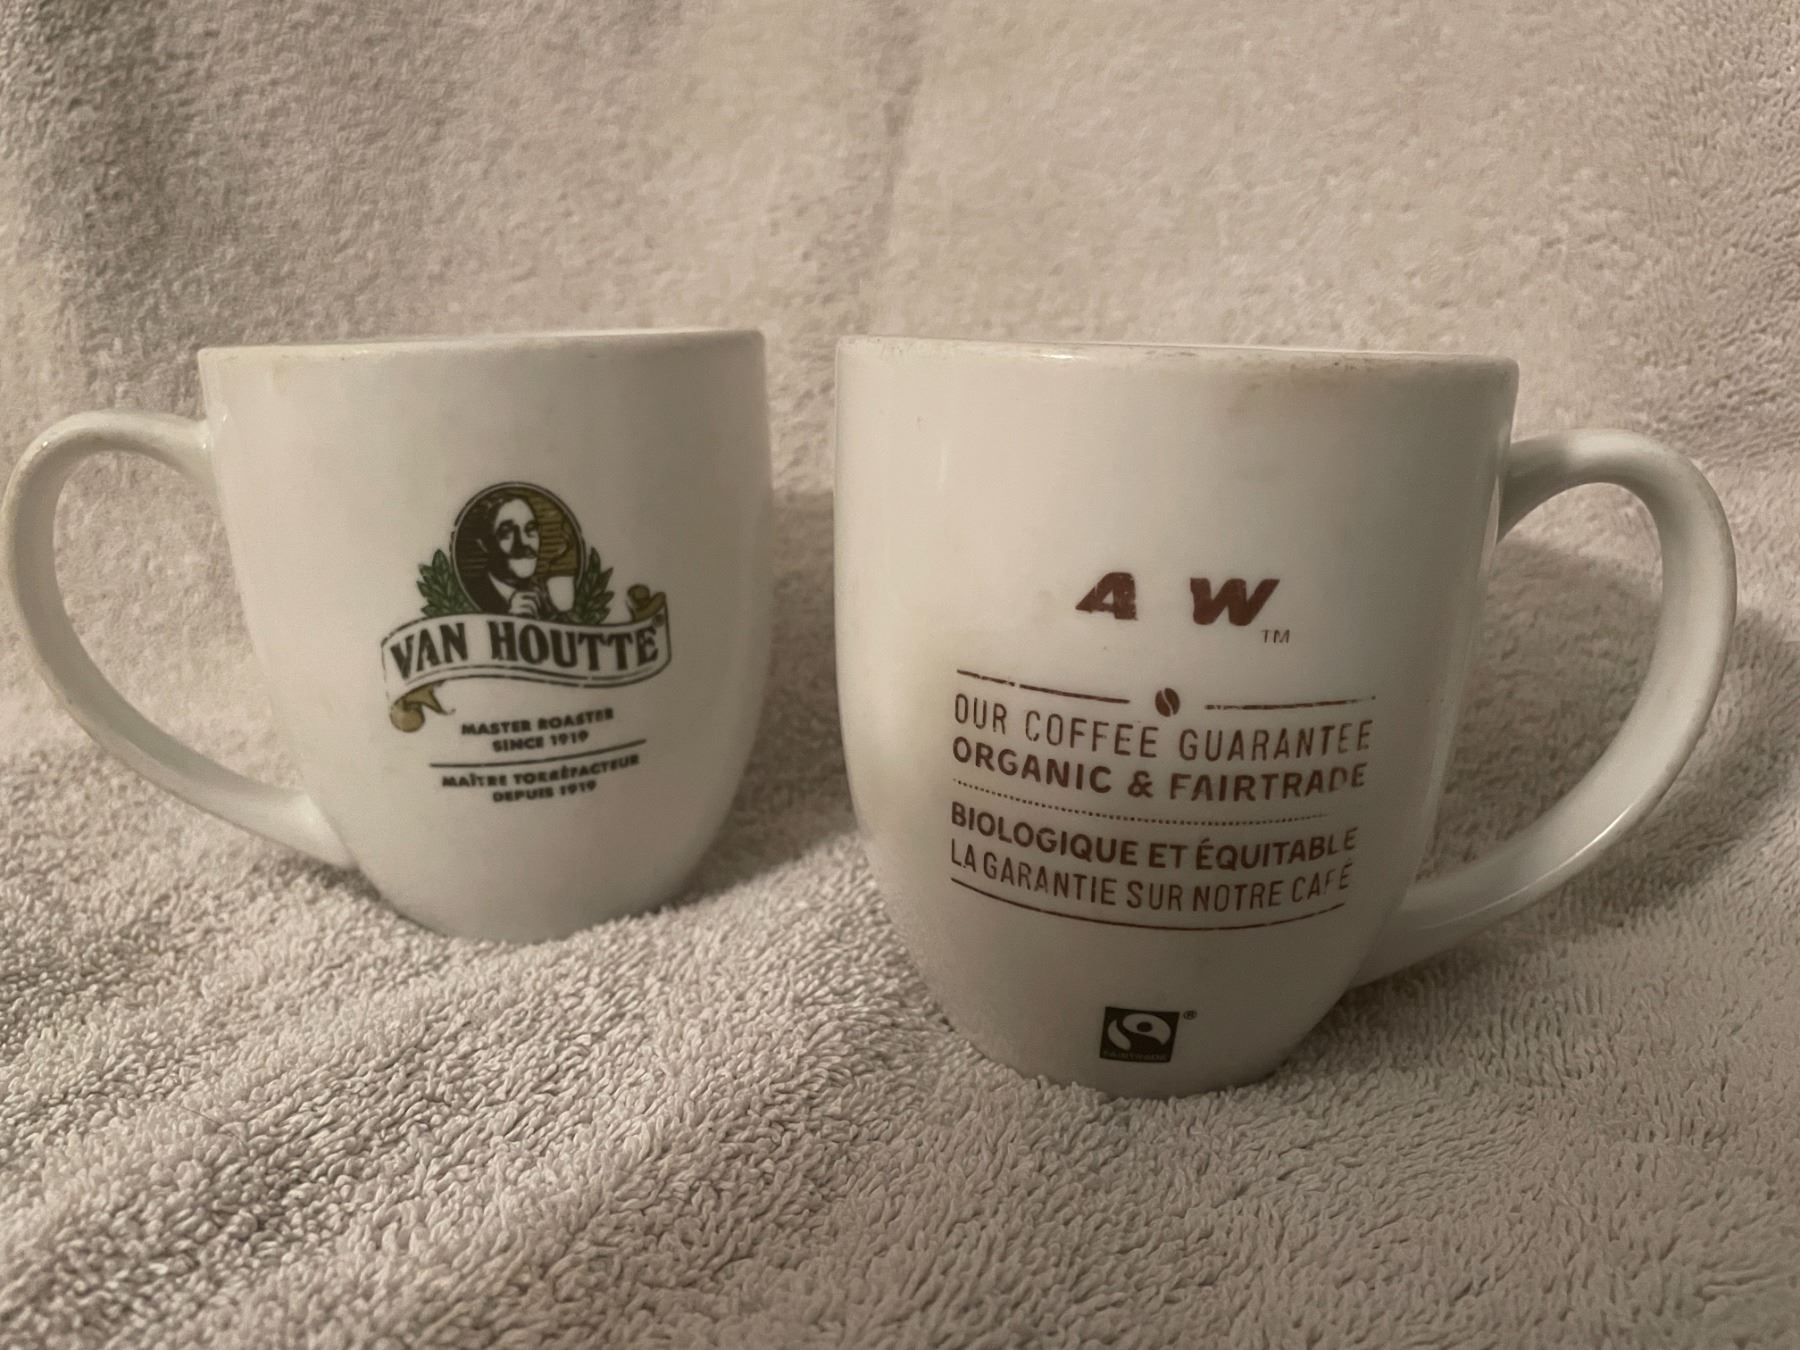 VAN HOUTTE®
MASTER ROASTER
SINCE 1919
MAÎTRE TORRÉFACTEUR
DEPUIS 1919
A W
TM
OUR COFFEE GUARANTEE
ORGANIC & FAIRTRADE
BIOLOGIQUE ET ÉQUITABLE
LA GARANTIE SUR NOTRE CAFÉ
®
FAIRTRADE